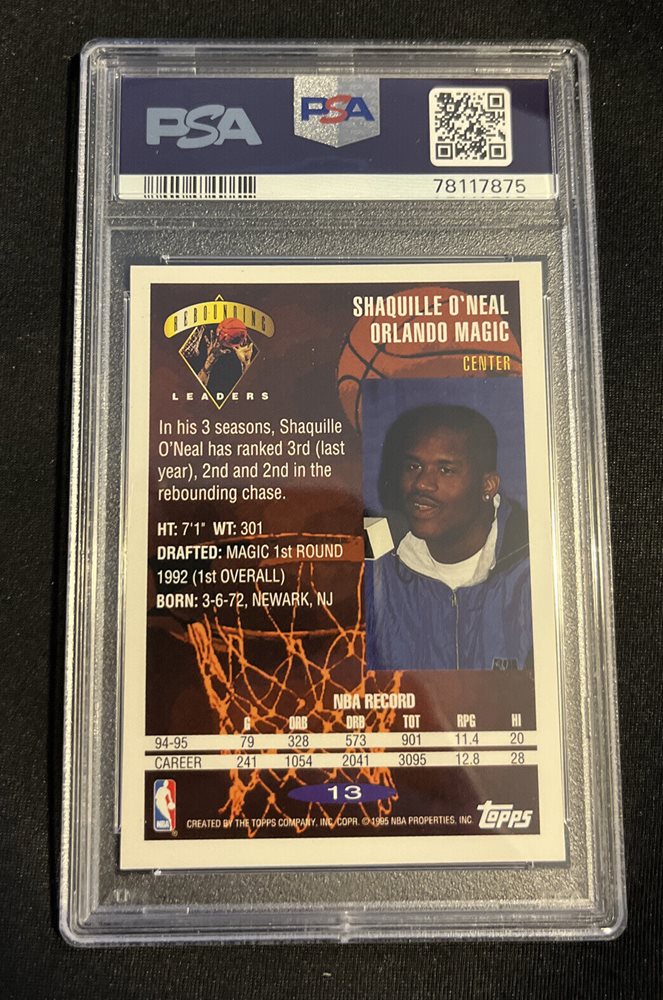 PSA
PSA
78117875
REBOUNDING
LEADERS
SHAQUILLE O'NEAL
ORLANDO MAGIC
CENTER
In his 3 seasons, Shaquille
O'Neal has ranked 3rd (last
year), 2nd and 2nd in the
rebounding chase.
HT: 7'1" WT: 301
DRAFTED: MAGIC 1st ROUND
1992 (1st OVERALL)
BORN: 3-6-72, NEWARK, NJ
NBA RECORD
G ORB DRB TOT RPG HI
94-95 79 328 573 901 11.4 20
CAREER 241 1054 2041 3095 12.8 28
13
NBA
CREATED BY THE TOPPS COMPANY, INC. COPR. © 1995 NBA PROPERTIES, INC.
TOPPS